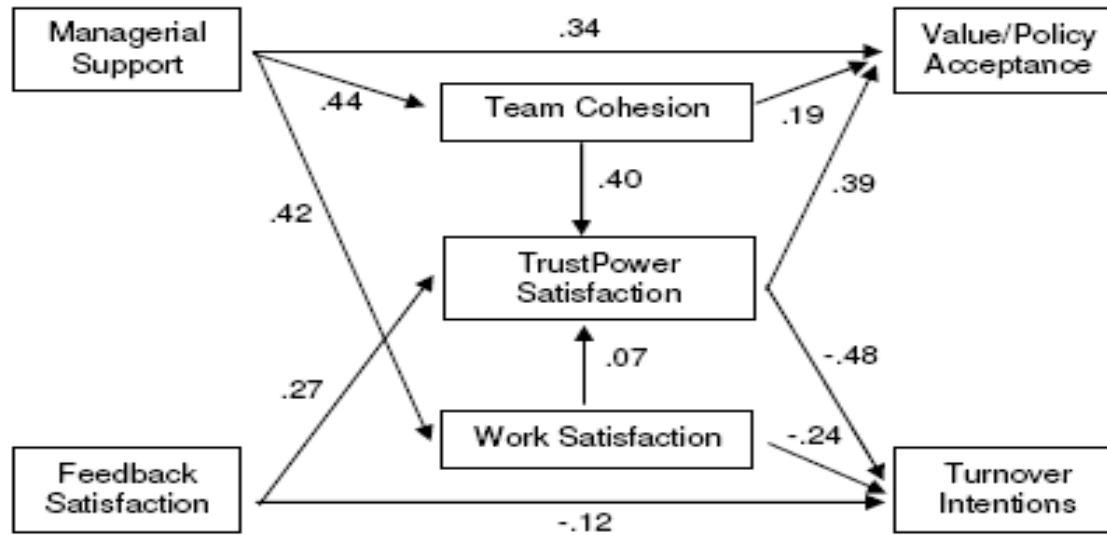 Managerial
Support
.34
Value/Policy
Acceptance
.44
Team Cohesion
.19
.40
.39
.42
TrustPower
Satisfaction
.07
-.48
.27
Work Satisfaction
-.24
Feedback
Satisfaction
Turnover
Intentions
-.12